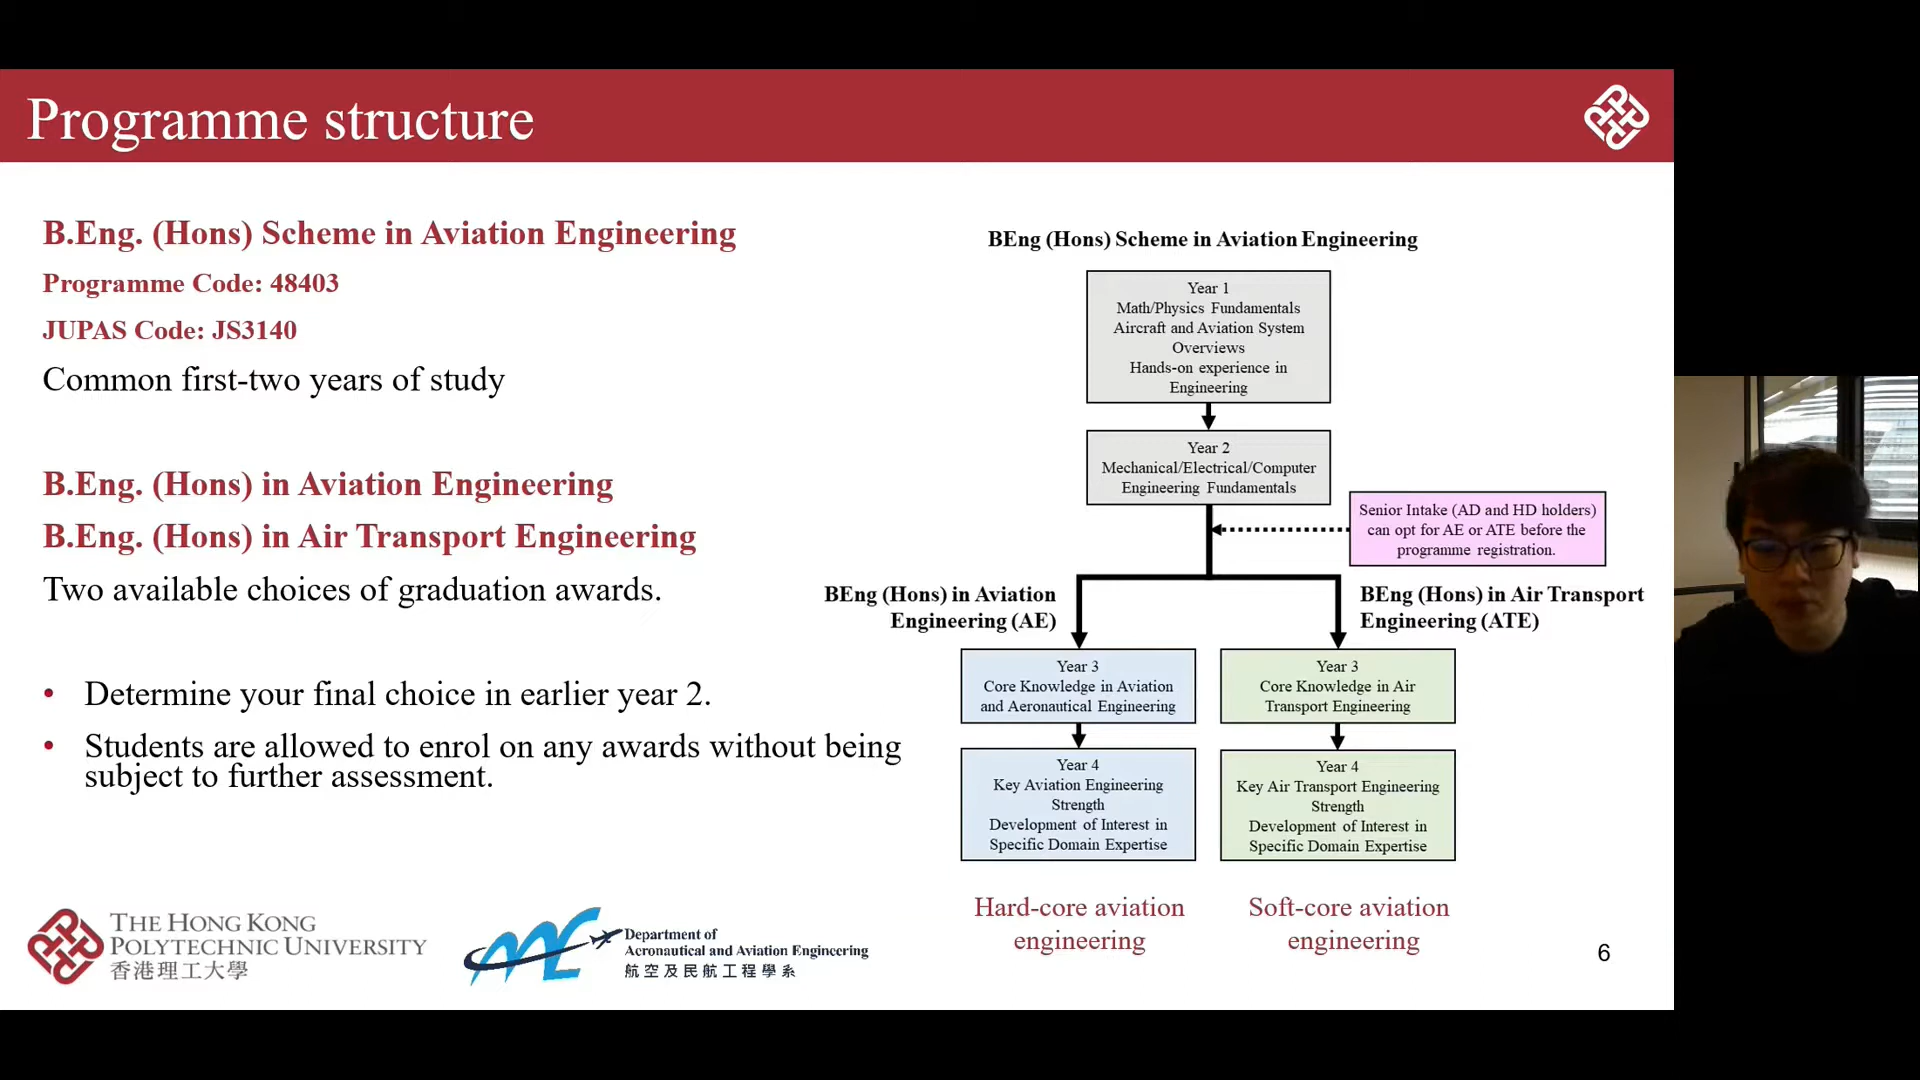 Programme structure
B.Eng. (Hons) Scheme in Aviation Engineering
Programme Code: 48403
JUPAS Code: JS3140
Common first-two years of study
B.Eng. (Hons) in Aviation Engineering
B.Eng. (Hons) in Air Transport Engineering
Two available choices of graduation awards.
• Determine your final choice in earlier year 2.
• Students are allowed to enrol on any awards without being
subject to further assessment.
BEng (Hons) Scheme in Aviation Engineering
Year 1
Math/Physics Fundamentals
Aircraft and Aviation System
Overviews
Hands-on experience in
Engineering
Year 2
Mechanical/Electrical/Computer
Engineering Fundamentals
Senior Intake (AD and HD holders)
can opt for AE or ATE before the
programme registration.
BEng (Hons) in Aviation
Engineering (AE)
BEng (Hons) in Air Transport
Engineering (ATE)
Year 3
Core Knowledge in Aviation
and Aeronautical Engineering
Year 3
Core Knowledge in Air
Transport Engineering
Year 4
Key Aviation Engineering
Strength
Development of Interest in
Specific Domain Expertise
Year 4
Key Air Transport Engineering
Strength
Development of Interest in
Specific Domain Expertise
Hard-core aviation
engineering
Soft-core aviation
engineering
THE HONG KONG
POLYTECHNIC UNIVERSITY
香港理工大學
Department of
Aeronautical and Aviation Engineering
航空及民航工程學系
6